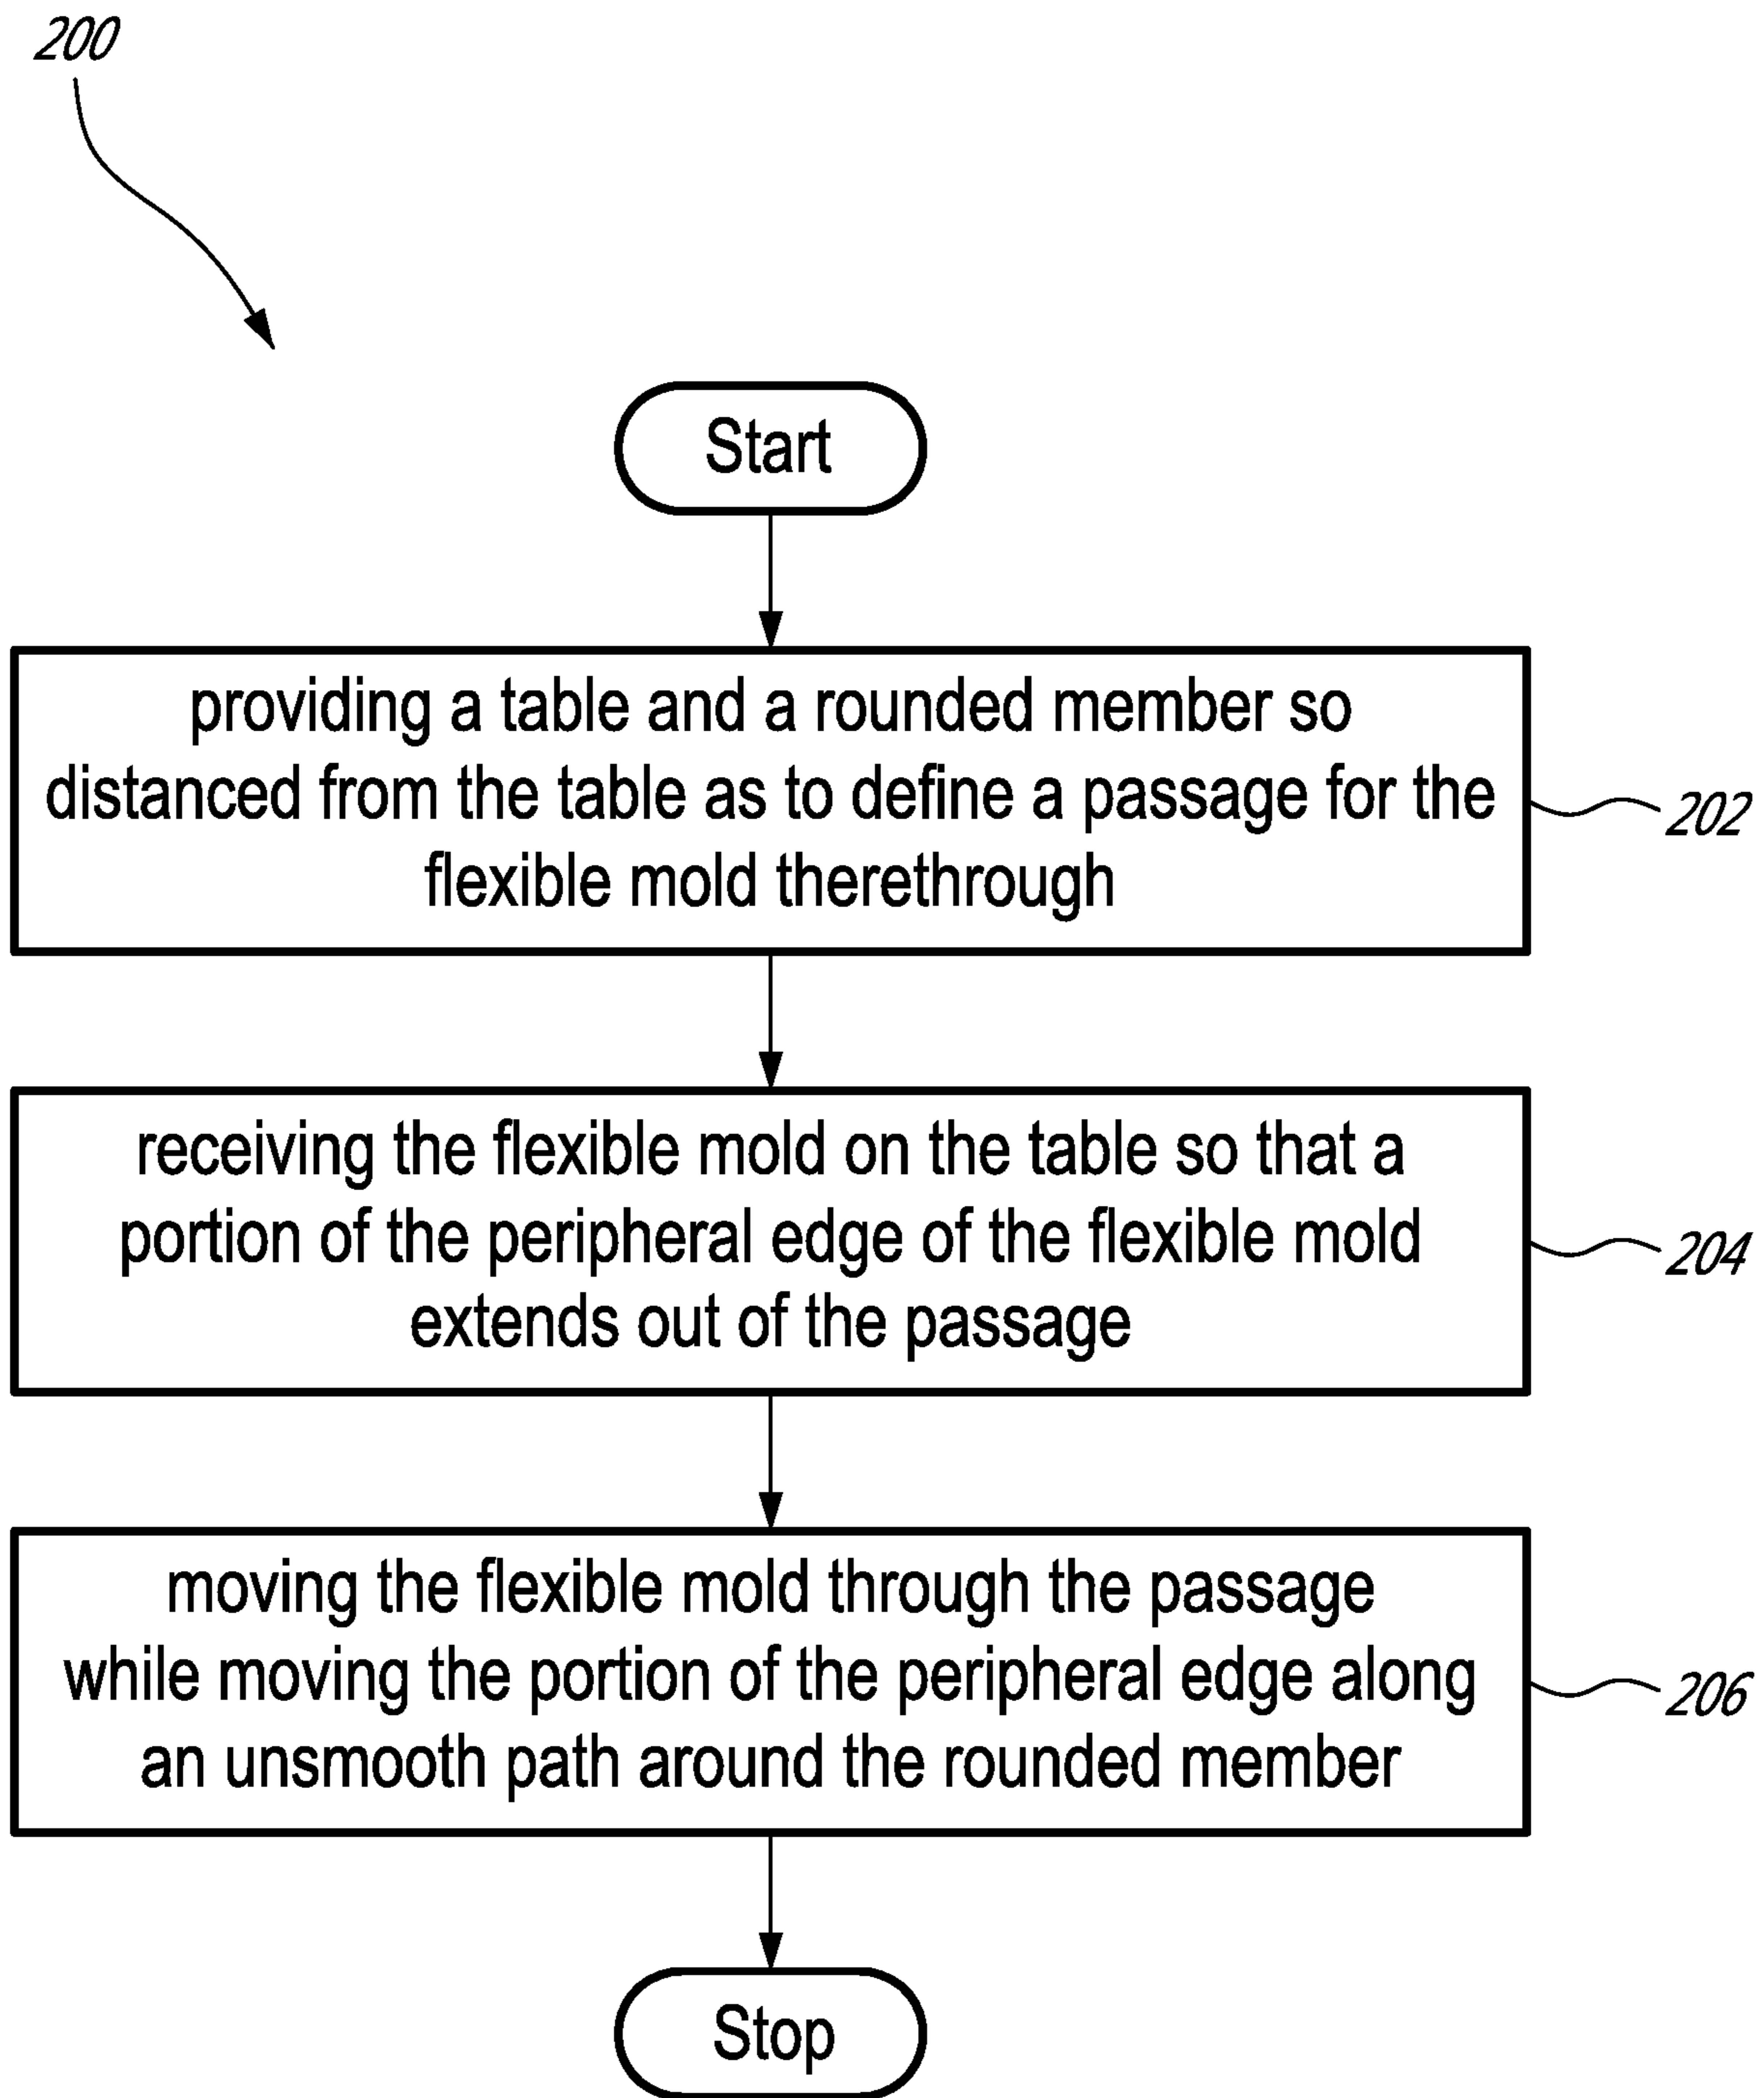 200
Start
providing a table and a rounded member so
distanced from the table as to define a passage for the
flexible mold therethrough
202
receiving the flexible mold on the table so that a
portion of the peripheral edge of the flexible mold
extends out of the passage
204
moving the flexible mold through the passage
while moving the portion of the peripheral edge along
an unsmooth path around the rounded member
206
Stop